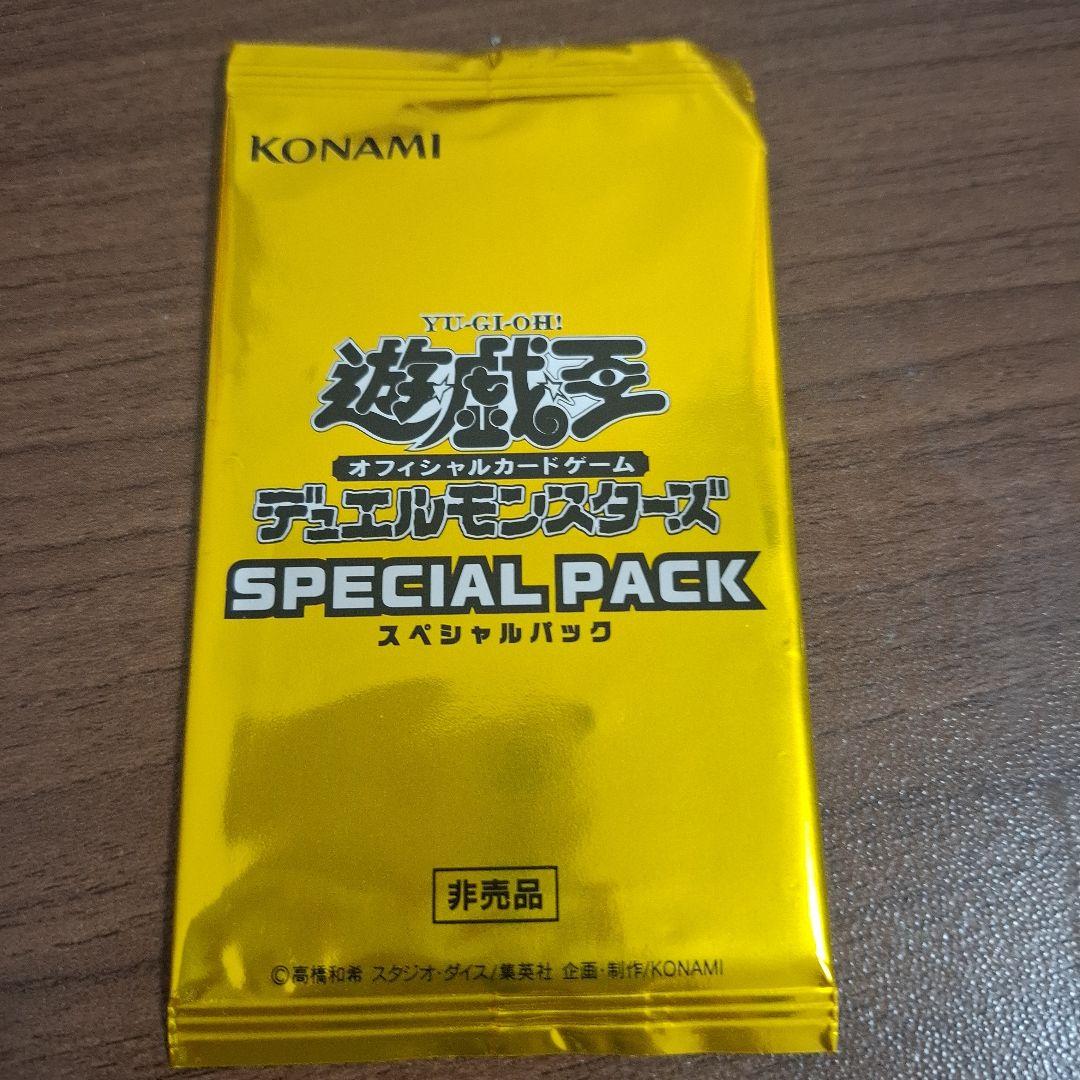 KONAMI
YU-GI-OH!
遊☆戯☆王
オフィシャルカードゲーム
デュエルモンスターズ
SPECIAL PACK
スペシャルパック
非売品
©高橋和希 スタジオ・ダイス/集英社 企画・制作/KONAMI